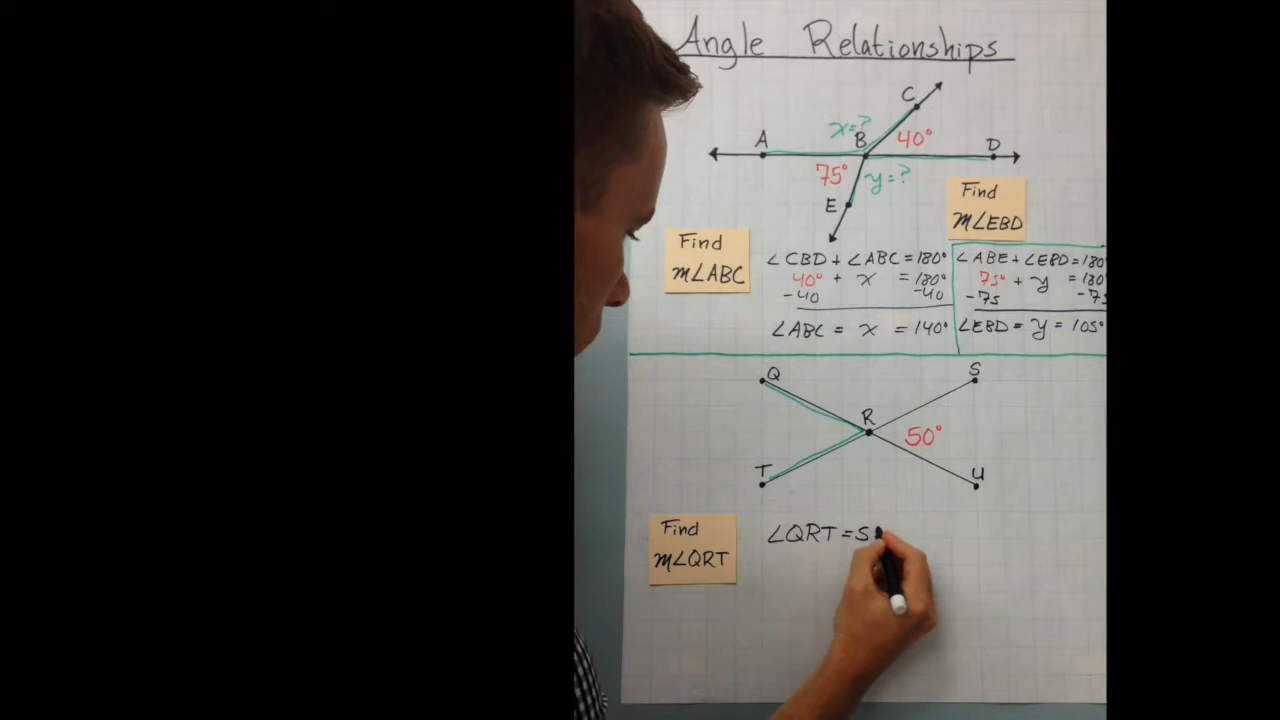 Angle Relationships
C
x=?
A
B
40°
D
75°
y=?
E
Find
m∠EBD
Find
m∠ABC
∠CBD + ∠ABC = 180°
40° + x = 180°
-40 -40
∠ABC = x = 140°
∠ABE + ∠EBD = 180°
75° + y = 180°
-75 -75
∠EBD = y = 105°
Q
S
R
50°
T
U
Find
m∠QRT
∠QRT = S